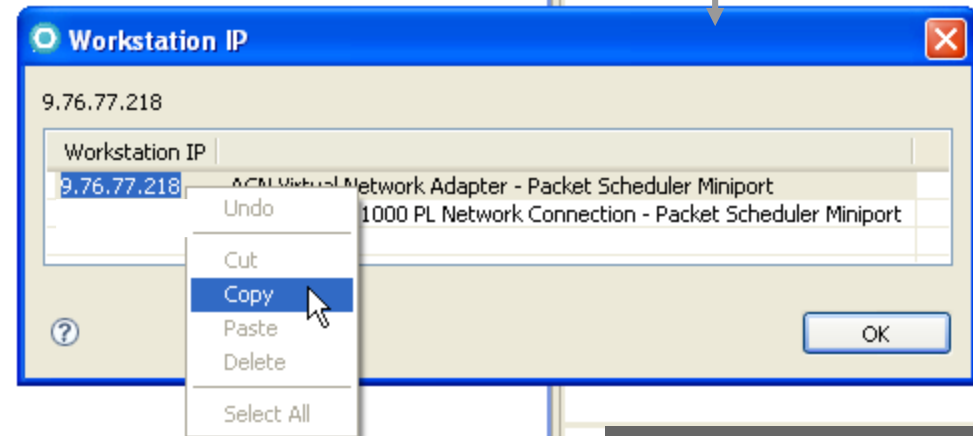 Workstation IP
9.76.77.218
Workstation IP
9.76.77.218 ACN Virtual Network Adapter - Packet Scheduler Miniport
1000 PL Network Connection - Packet Scheduler Miniport
Undo
Cut
Copy
Paste
Delete
Select All
?
OK